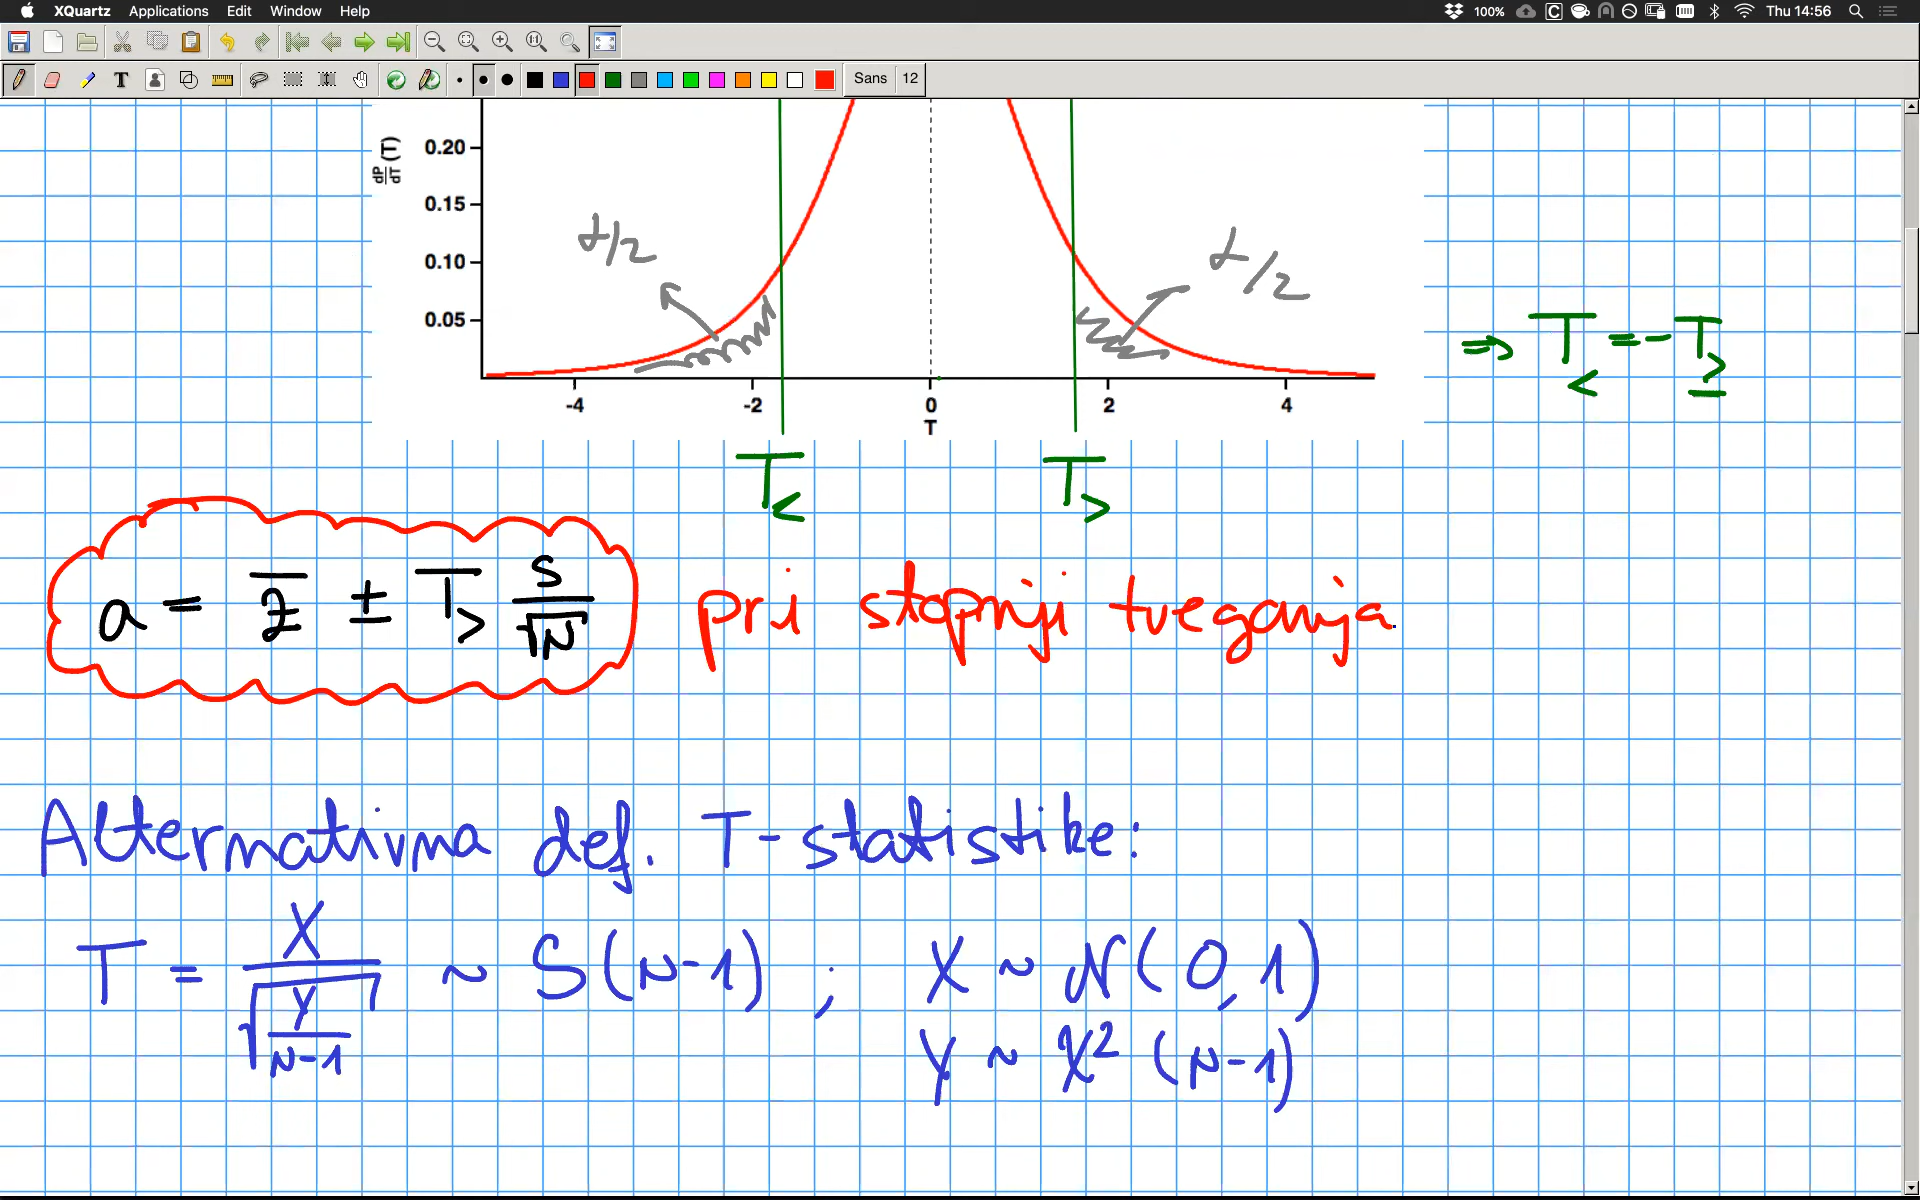 XQuartz Applications Edit Window Help 100% Thu 14:56
Sans 12
dP/dT (T)
0.20
0.15
0.10
0.05
α/2
α/2
-4 -2 0 2 4
T
⇒ T< = -T>
T< T>
a = z̄ ± T> s/√N pri stopnji tveganja.
Alternativna def. T-statistike:
T = X/√(Y/(N-1)) ~ S(N-1) ; X ~ N(0,1)
Y ~ χ² (N-1)